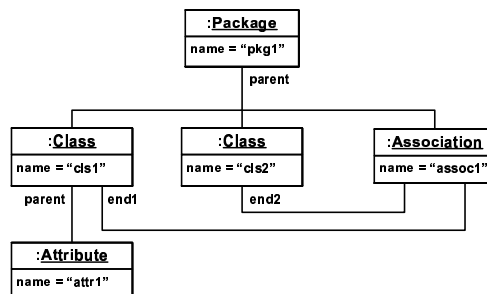 :Package
name = “pkg1”
parent
:Class
name = “cls1”
:Class
name = “cls2”
:Association
name = “assoc1”
parent
end1
end2
:Attribute
name = “attr1”